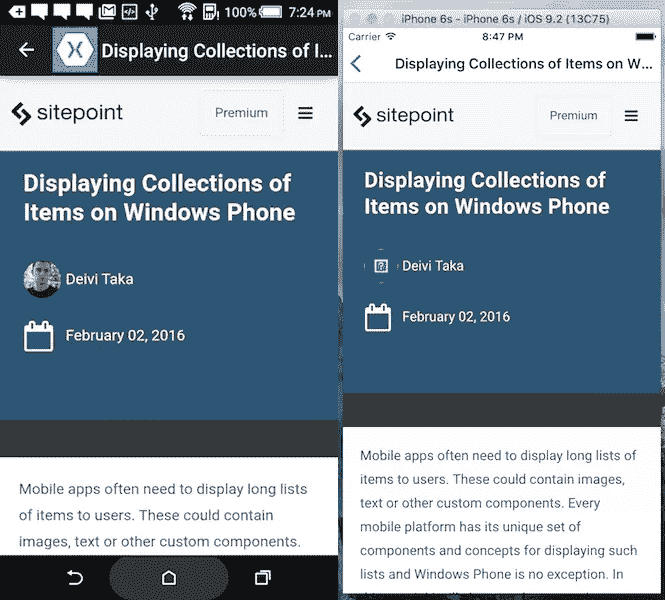 100% 7:24 PM
Displaying Collections of I...
sitepoint
Premium
Displaying Collections of
Items on Windows Phone
Deivi Taka
February 02, 2016
Mobile apps often need to display long lists
of items to users. These could contain
images, text or other custom components.
iPhone 6s - iPhone 6s / iOS 9.2 (13C75)
Carrier 8:47 PM
Displaying Collections of Items on W...
sitepoint
Premium
Displaying Collections of
Items on Windows Phone
Deivi Taka
February 02, 2016
Mobile apps often need to display long lists of
items to users. These could contain images,
text or other custom components. Every
mobile platform has its unique set of
components and concepts for displaying such
lists and Windows Phone is no exception. In